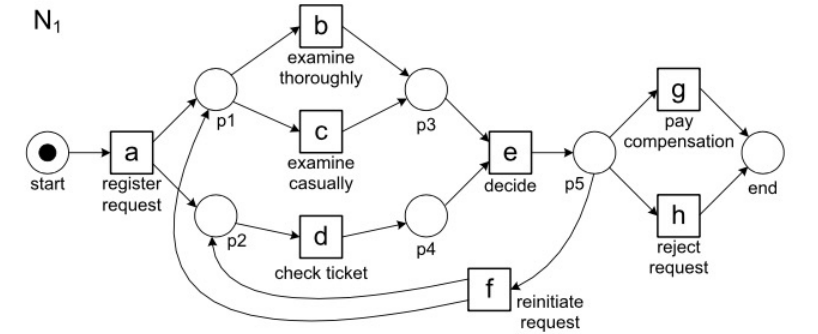 N1
b
examine
thoroughly
p1
p3
c
examine
casually
start
a
register
request
e
decide
p5
g
pay
compensation
end
h
reject
request
p2
d
check ticket
p4
f
reinitiate
request